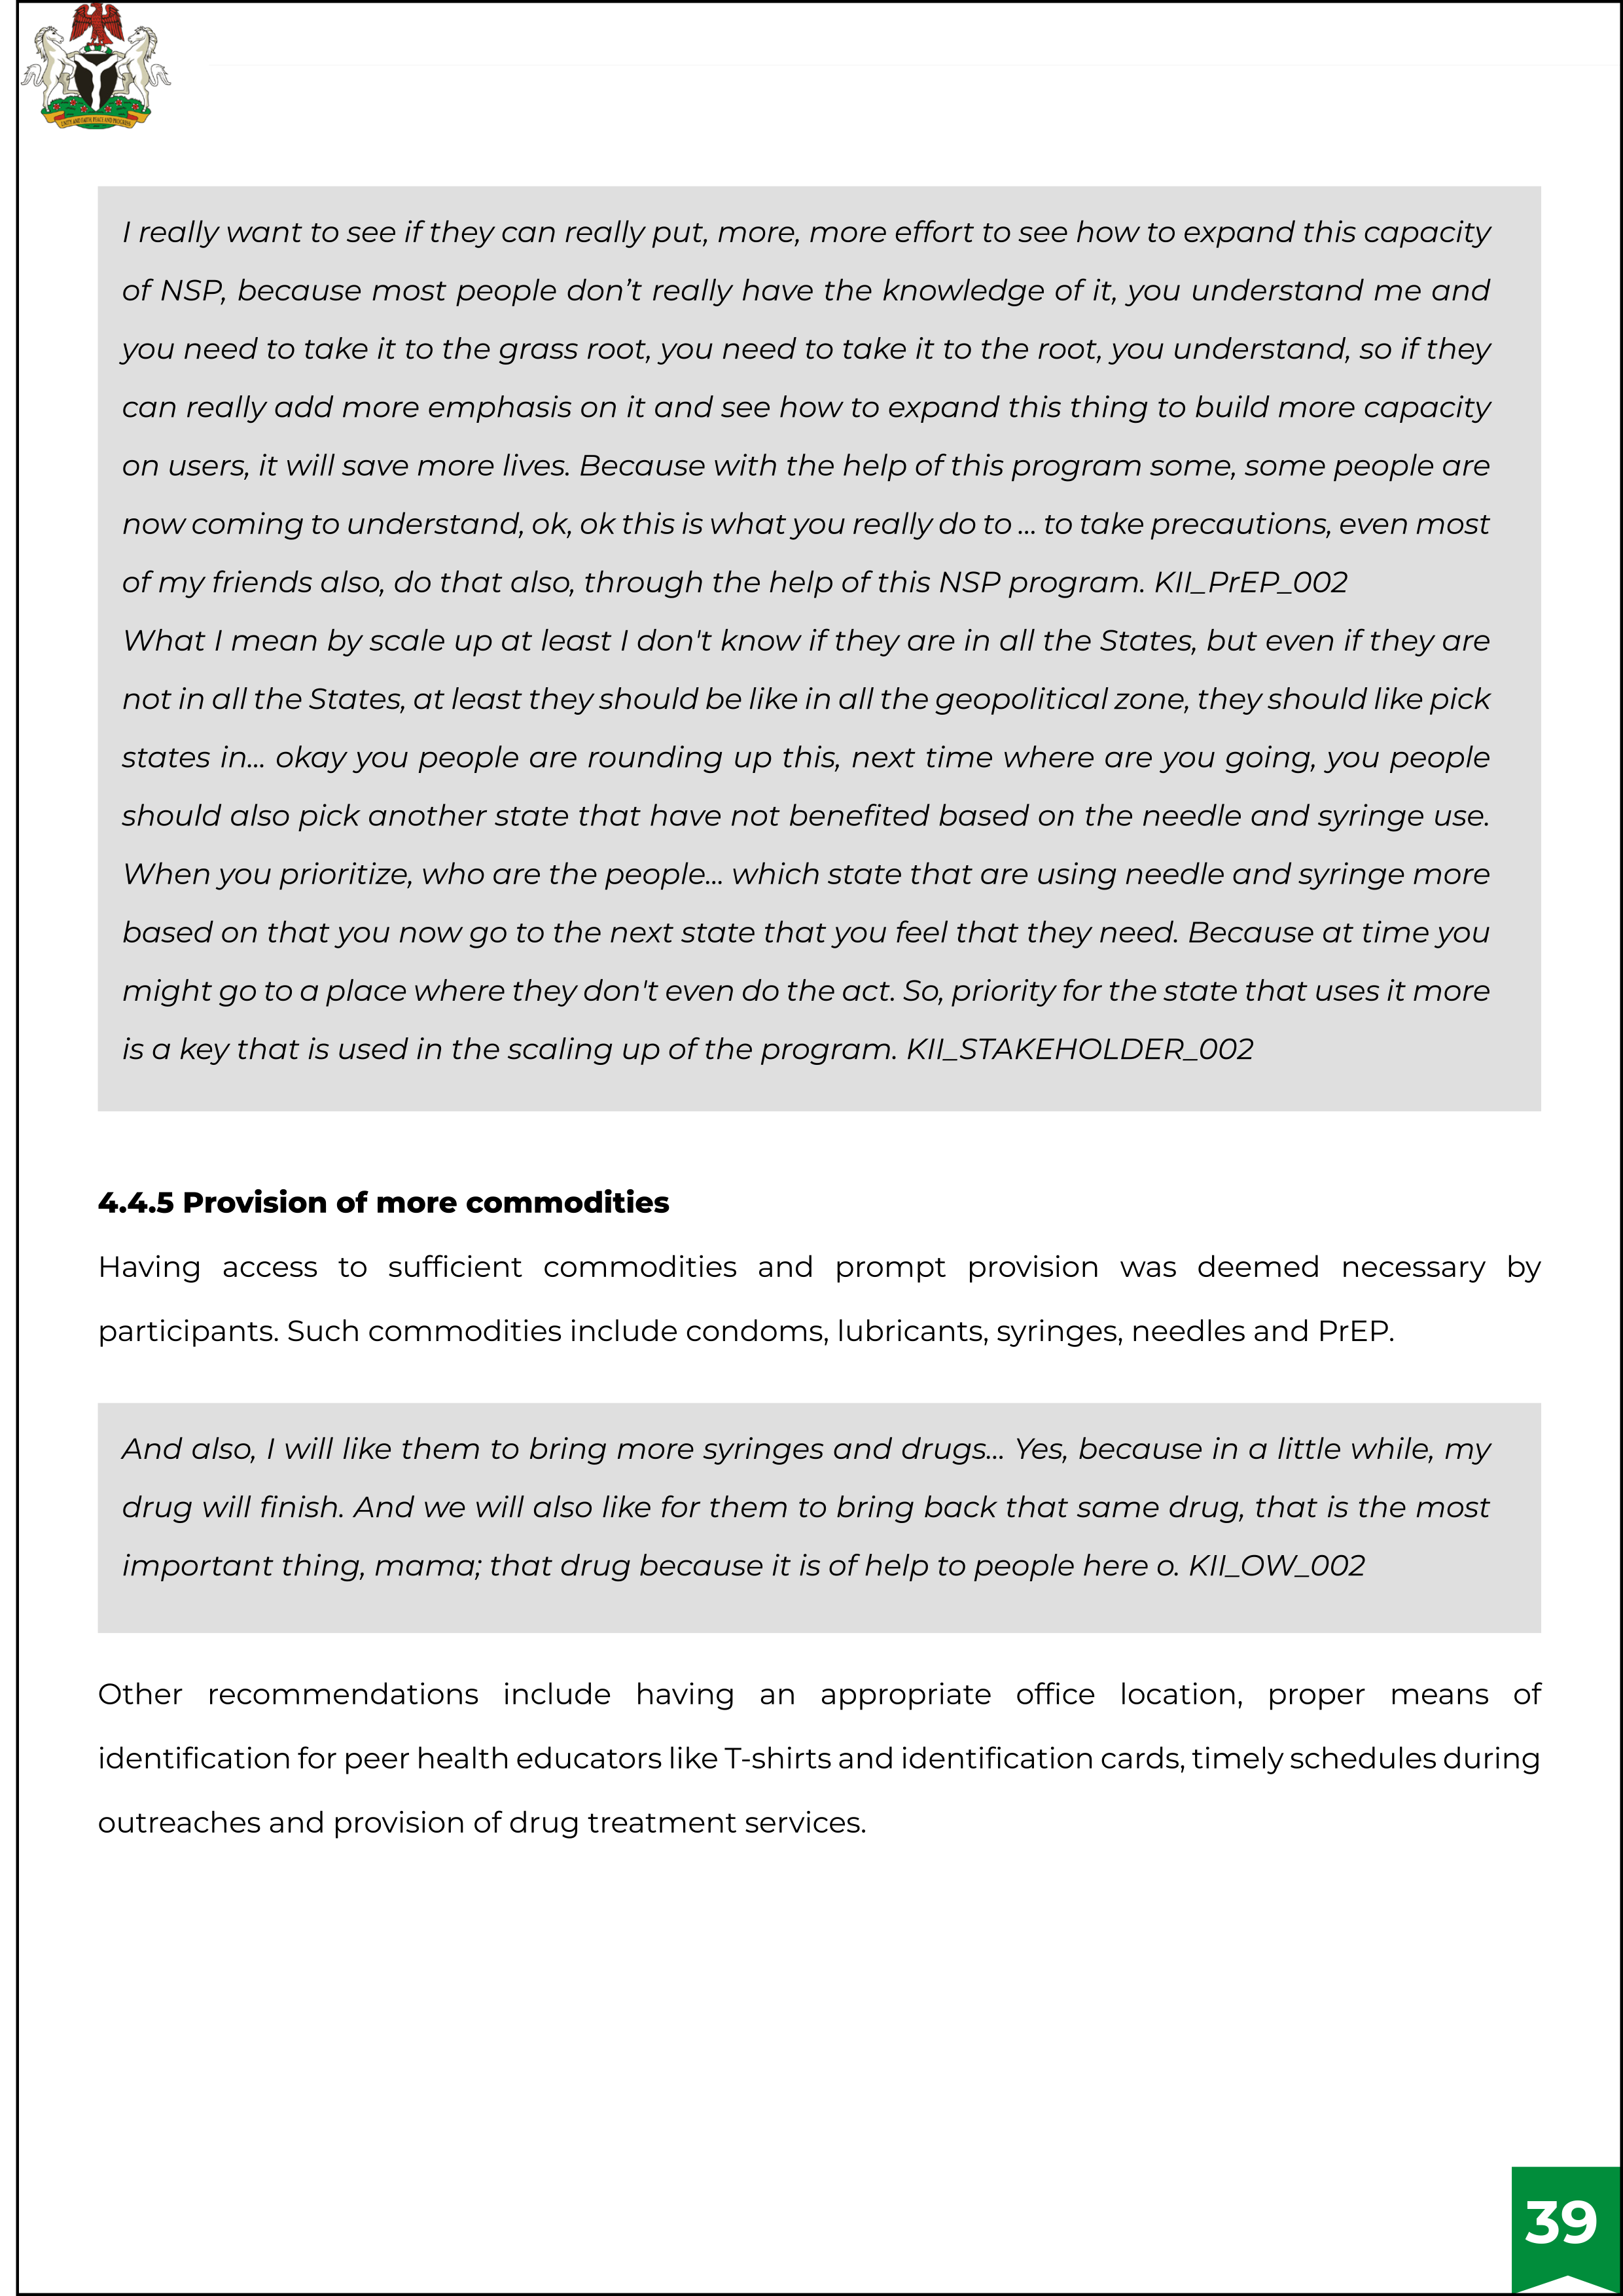 UNITY AND FAITH, PEACE AND PROGRESS
I really want to see if they can really put, more, more effort to see how to expand this capacity
of NSP, because most people don’t really have the knowledge of it, you understand me and
you need to take it to the grass root, you need to take it to the root, you understand, so if they
can really add more emphasis on it and see how to expand this thing to build more capacity
on users, it will save more lives. Because with the help of this program some, some people are
now coming to understand, ok, ok this is what you really do to ... to take precautions, even most
of my friends also, do that also, through the help of this NSP program. KII_PrEP_002
What I mean by scale up at least I don't know if they are in all the States, but even if they are
not in all the States, at least they should be like in all the geopolitical zone, they should like pick
states in... okay you people are rounding up this, next time where are you going, you people
should also pick another state that have not benefited based on the needle and syringe use.
When you prioritize, who are the people... which state that are using needle and syringe more
based on that you now go to the next state that you feel that they need. Because at time you
might go to a place where they don't even do the act. So, priority for the state that uses it more
is a key that is used in the scaling up of the program. KII_STAKEHOLDER_002
4.4.5 Provision of more commodities
Having access to sufficient commodities and prompt provision was deemed necessary by
participants. Such commodities include condoms, lubricants, syringes, needles and PrEP.
And also, I will like them to bring more syringes and drugs... Yes, because in a little while, my
drug will finish. And we will also like for them to bring back that same drug, that is the most
important thing, mama; that drug because it is of help to people here o. KII_OW_002
Other recommendations include having an appropriate office location, proper means of
identification for peer health educators like T-shirts and identification cards, timely schedules during
outreaches and provision of drug treatment services.
39